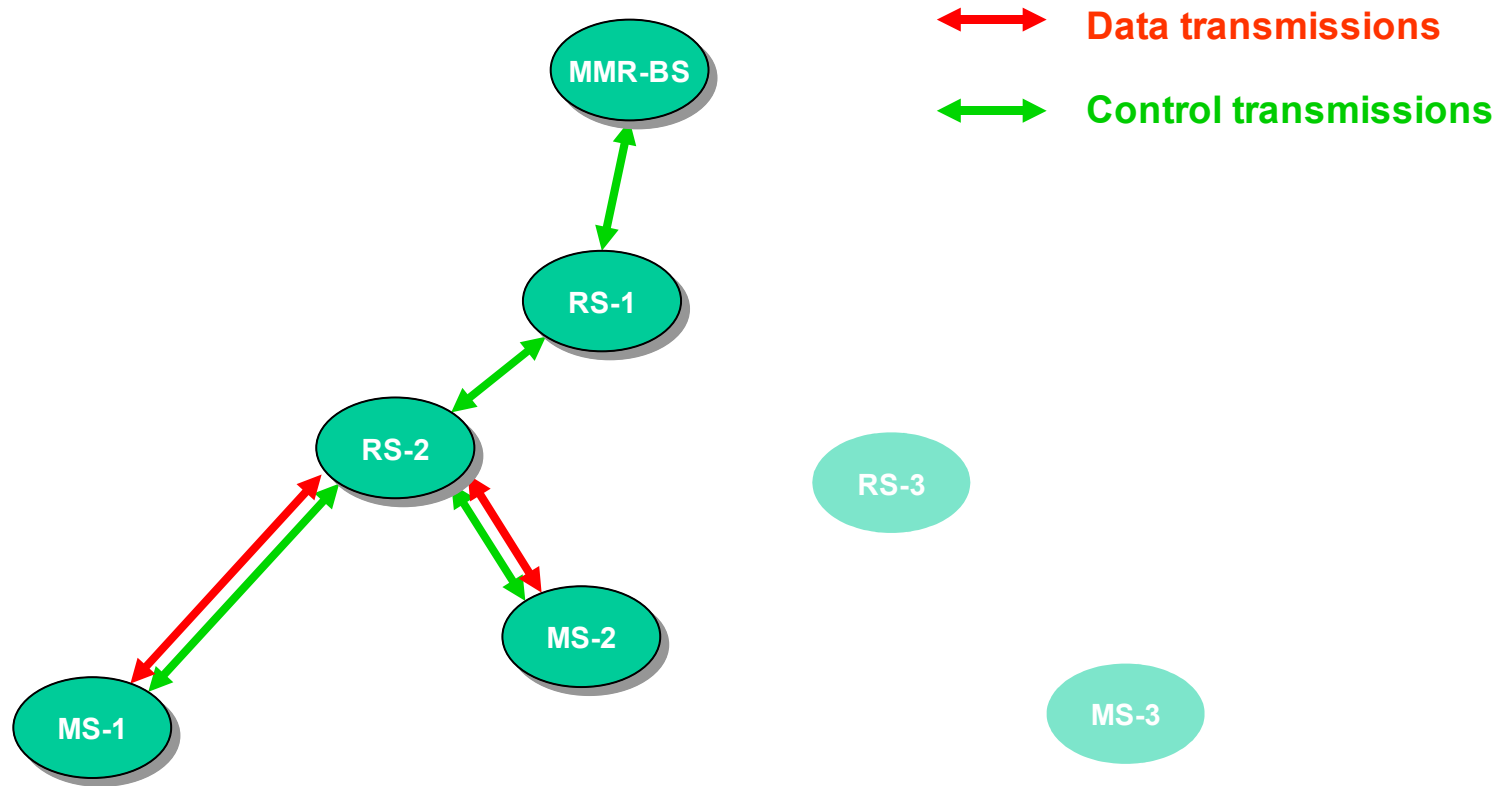 Data transmissions
MMR-BS
Control transmissions
RS-1
RS-2
RS-3
MS-2
MS-3
MS-1